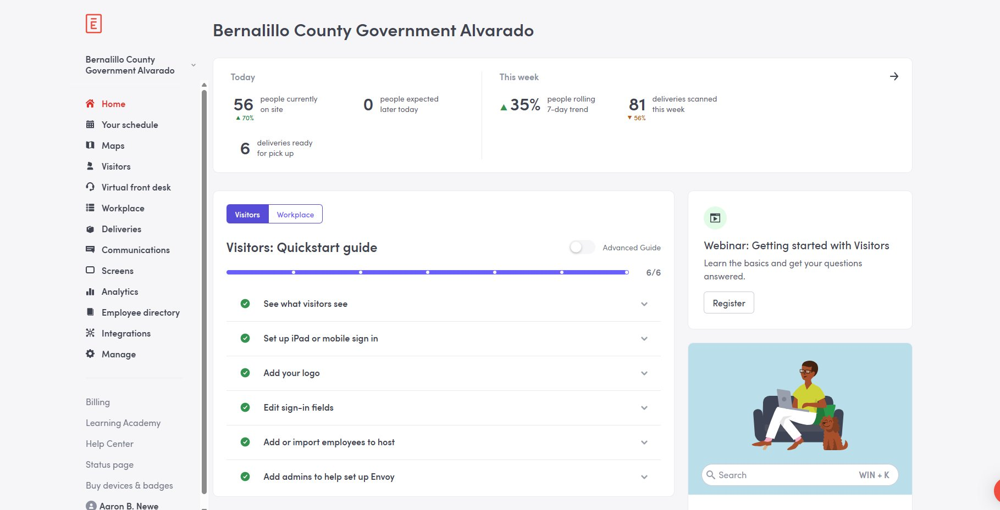 E
Bernalillo County
Government Alvarado
Home
Your schedule
Maps
Visitors
Virtual front desk
Workplace
Deliveries
Communications
Screens
Analytics
Employee directory
Integrations
Manage
Billing
Learning Academy
Help Center
Status page
Buy devices & badges
Aaron B. Newe
Bernalillo County Government Alvarado
Today
56
people currently
on site
▲ 70%
0
people expected
later today
6
deliveries ready
for pick up
This week
▲ 35%
people rolling
7-day trend
81
deliveries scanned
this week
▼ 56%
Visitors
Workplace
Visitors: Quickstart guide
Advanced Guide
6/6
See what visitors see
Set up iPad or mobile sign in
Add your logo
Edit sign-in fields
Add or import employees to host
Add admins to help set up Envoy
Webinar: Getting started with Visitors
Learn the basics and get your questions
answered.
Register
Search
WIN + K